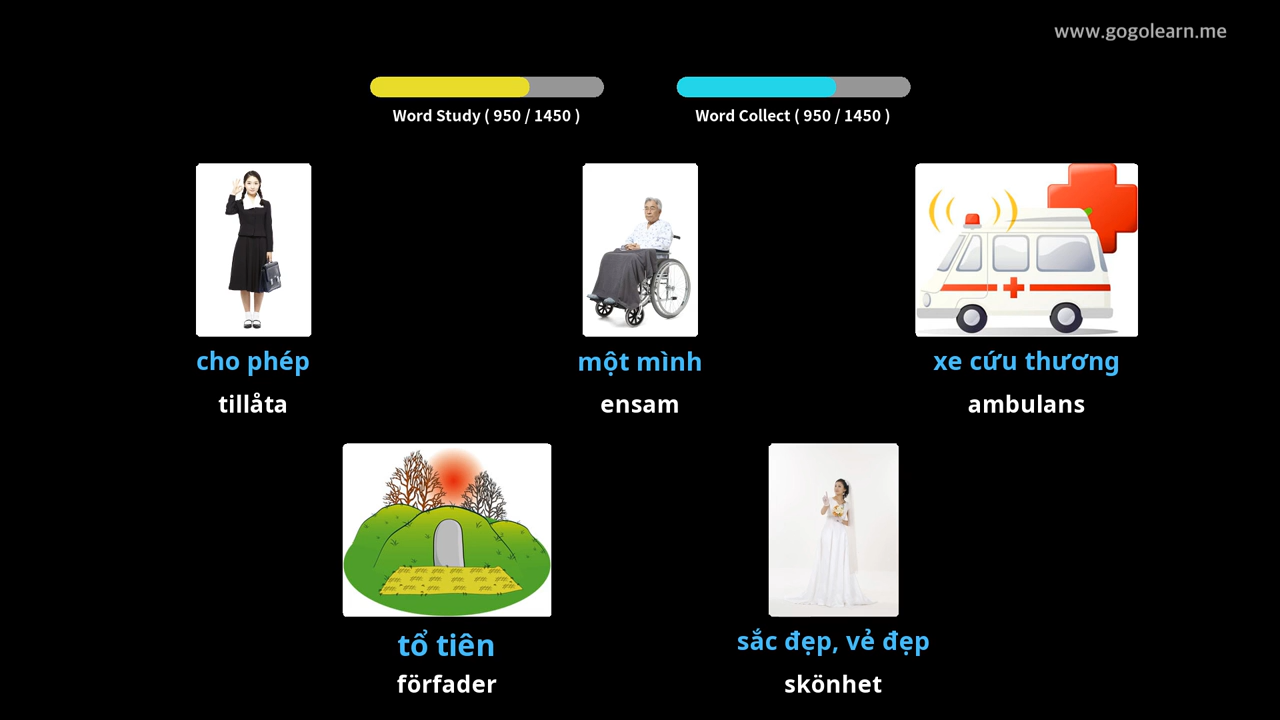 www.gogolearn.me
Word Study ( 950 / 1450 )
Word Collect ( 950 / 1450 )
cho phép
một mình
xe cứu thương
tillåta
ensam
ambulans
tổ tiên
sắc đẹp, vẻ đẹp
förfader
skönhet